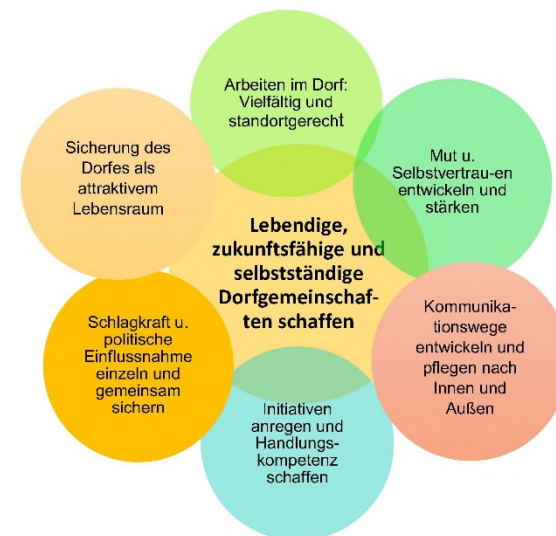 Arbeiten im Dorf:
Vielfältig und
standortgerecht
Mut u.
Selbstvertrau-en
entwickeln und
stärken
Kommunika-
tionswege
entwickeln und
pflegen nach
Innen und
Außen
Initiativen
anregen und
Handlungs-
kompetenz
schaffen
Schlagkraft u.
politische
Einflussnahme
einzeln und
gemeinsam
sichern
Sicherung des
Dorfes als
attraktivem
Lebensraum
Lebendige,
zukunftsfähige und
selbstständige
Dorfgemeinschaf-
ten schaffen